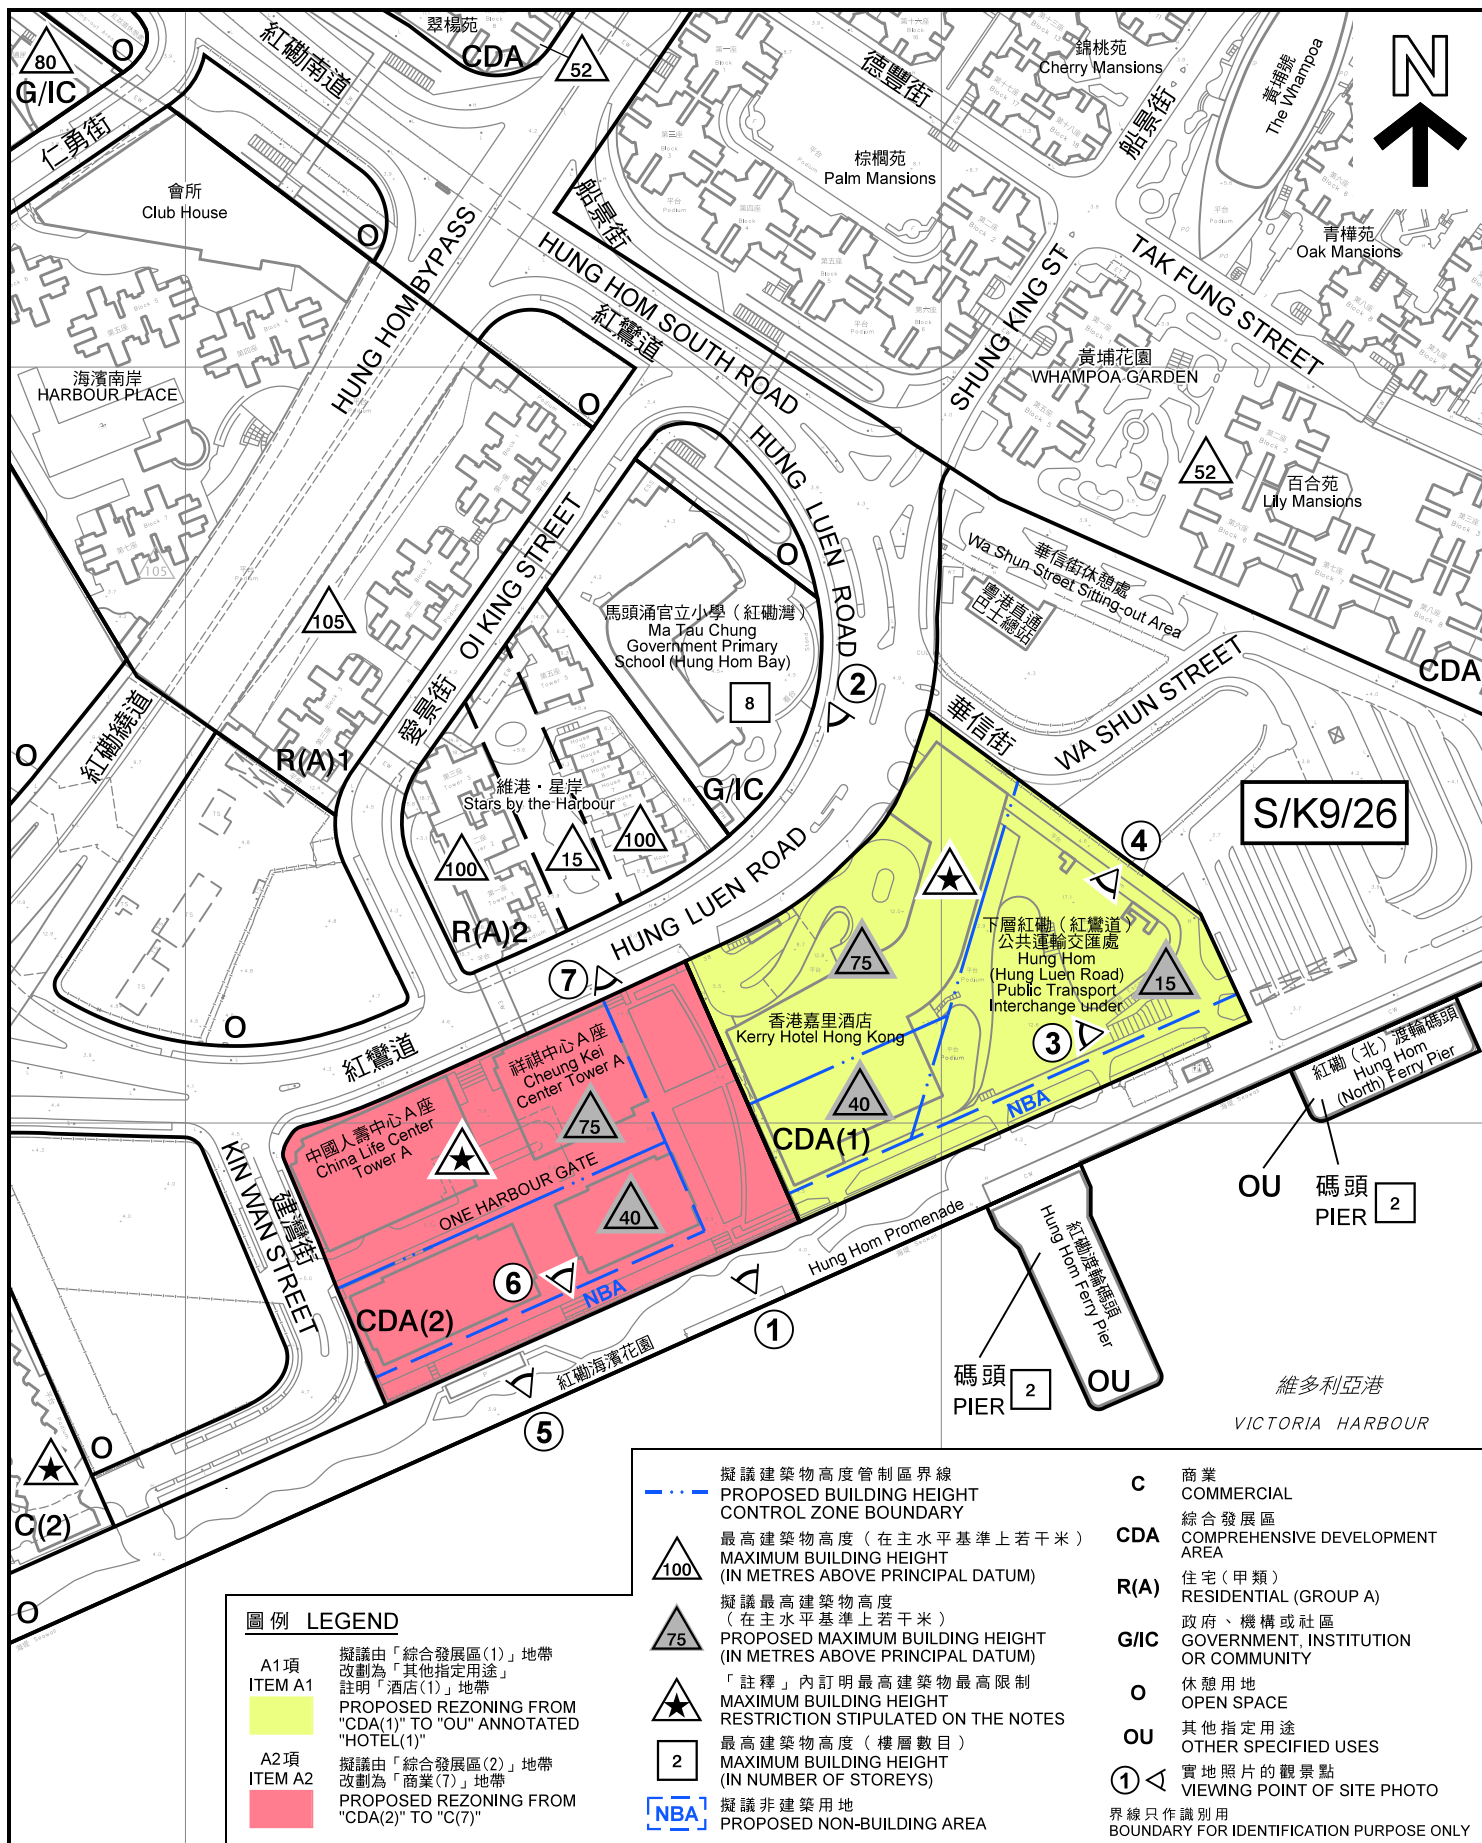 80
G/IC
仁勇街
O
紅磡南道
翠楊苑
CDA
52
德豐街
錦桃苑
Cherry Mansions
船景街
黃埔號
The Whampoa
N
會所
Club House
O
船景街
棕櫚苑
Palm Mansions
青樺苑
Oak Mansions
HUNG HOM BYPASS
HUNG HOM SOUTH ROAD
紅鸞道
SHUNG KING ST
TAK FUNG STREET
海濱南岸
HARBOUR PLACE
黃埔花園
WHAMPOA GARDEN
O
HUNG LUEN ROAD
52
百合苑
Lily Mansions
OI KING STREET
愛景街
O
華信街休憩處
Wa Shun Street Sitting-out Area
粵港直通
巴士總站
105
105
馬頭涌官立小學（紅磡灣）
Ma Tau Chung
Government Primary
School (Hung Hom Bay)
8
2
CDA
WA SHUN STREET
華信街
紅磡繞道
O
R(A)1
維港．星岸
Stars by the Harbour
G/IC
100
15
100
R(A)2
S/K9/26
4
HUNG LUEN ROAD
75
下層紅磡（紅鸞道）
公共運輸交匯處
Hung Hom
(Hung Luen Road)
Public Transport
Interchange under
15
7
O
紅鸞道
香港嘉里酒店
Kerry Hotel Hong Kong
3
40
CDA(1)
NBA
祥祺中心A座
Cheung Kei
Center Tower A
75
中國人壽中心A座
China Life Center
Tower A
ONE HARBOUR GATE
40
KIN WAN STREET
建灣街
6
NBA
CDA(2)
Hung Hom Promenade
1
紅磡海濱花園
5
紅磡（北）渡輪碼頭
Hung Hom
(North) Ferry Pier
OU
碼頭
PIER
2
紅磡渡輪碼頭
Hung Hom Ferry Pier
OU
碼頭
PIER
2
維多利亞港
VICTORIA HARBOUR
O
C(2)
O
圖例 LEGEND
A1項
ITEM A1
擬議由「綜合發展區(1)」地帶
改劃為「其他指定用途」
註明「酒店(1)」地帶
PROPOSED REZONING FROM
"CDA(1)" TO "OU" ANNOTATED
"HOTEL(1)"
A2項
ITEM A2
擬議由「綜合發展區(2)」地帶
改劃為「商業(7)」地帶
PROPOSED REZONING FROM
"CDA(2)" TO "C(7)"
擬議建築物高度管制區界線
PROPOSED BUILDING HEIGHT
CONTROL ZONE BOUNDARY
100
最高建築物高度（在主水平基準上若干米）
MAXIMUM BUILDING HEIGHT
(IN METRES ABOVE PRINCIPAL DATUM)
75
擬議最高建築物高度
（在主水平基準上若干米）
PROPOSED MAXIMUM BUILDING HEIGHT
(IN METRES ABOVE PRINCIPAL DATUM)
「註釋」內訂明最高建築物最高限制
MAXIMUM BUILDING HEIGHT
RESTRICTION STIPULATED ON THE NOTES
2
最高建築物高度（樓層數目）
MAXIMUM BUILDING HEIGHT
(IN NUMBER OF STOREYS)
NBA
擬議非建築用地
PROPOSED NON-BUILDING AREA
C
商業
COMMERCIAL
CDA
綜合發展區
COMPREHENSIVE DEVELOPMENT
AREA
R(A)
住宅（甲類）
RESIDENTIAL (GROUP A)
G/IC
政府、機構或社區
GOVERNMENT, INSTITUTION
OR COMMUNITY
O
休憩用地
OPEN SPACE
OU
其他指定用途
OTHER SPECIFIED USES
1
實地照片的觀景點
VIEWING POINT OF SITE PHOTO
界線只作識別用
BOUNDARY FOR IDENTIFICATION PURPOSE ONLY